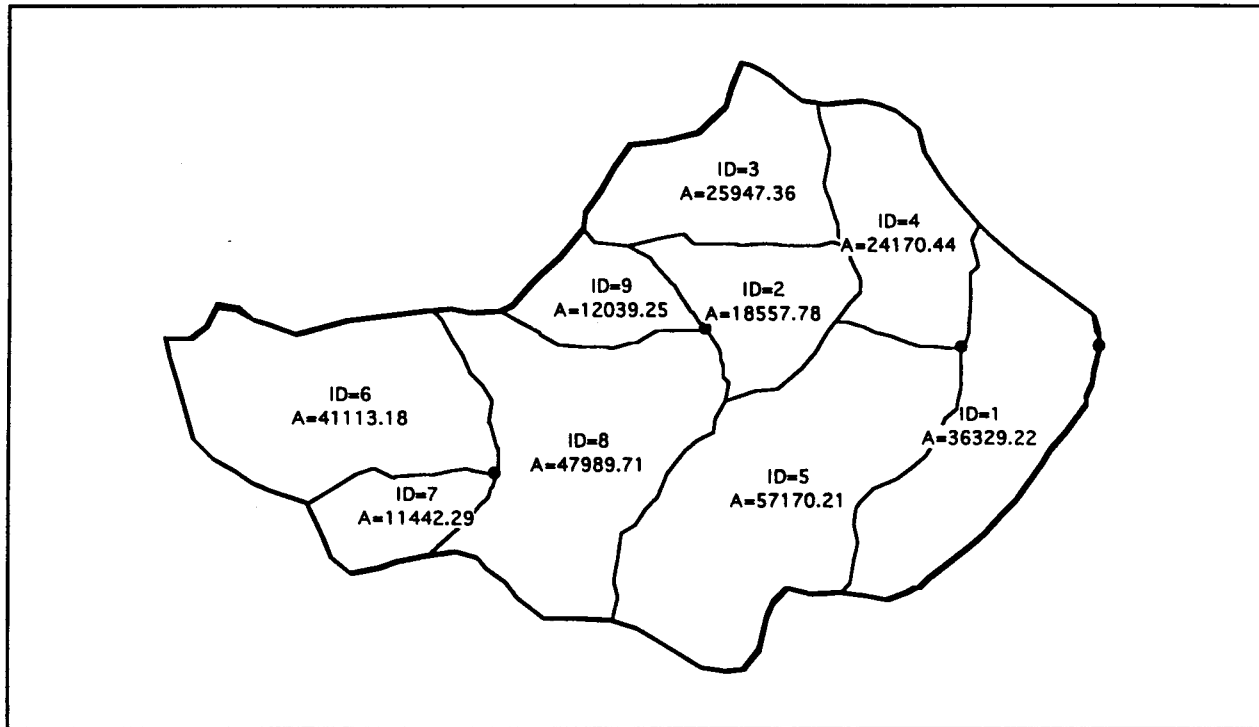 ID=3
A=25947.36
ID=4
A=24170.44
ID=9
A=12039.25
ID=2
A=18557.78
ID=6
A=41113.18
ID=8
A=47989.71
ID=1
A=36329.22
ID=5
A=57170.21
ID=7
A=11442.29